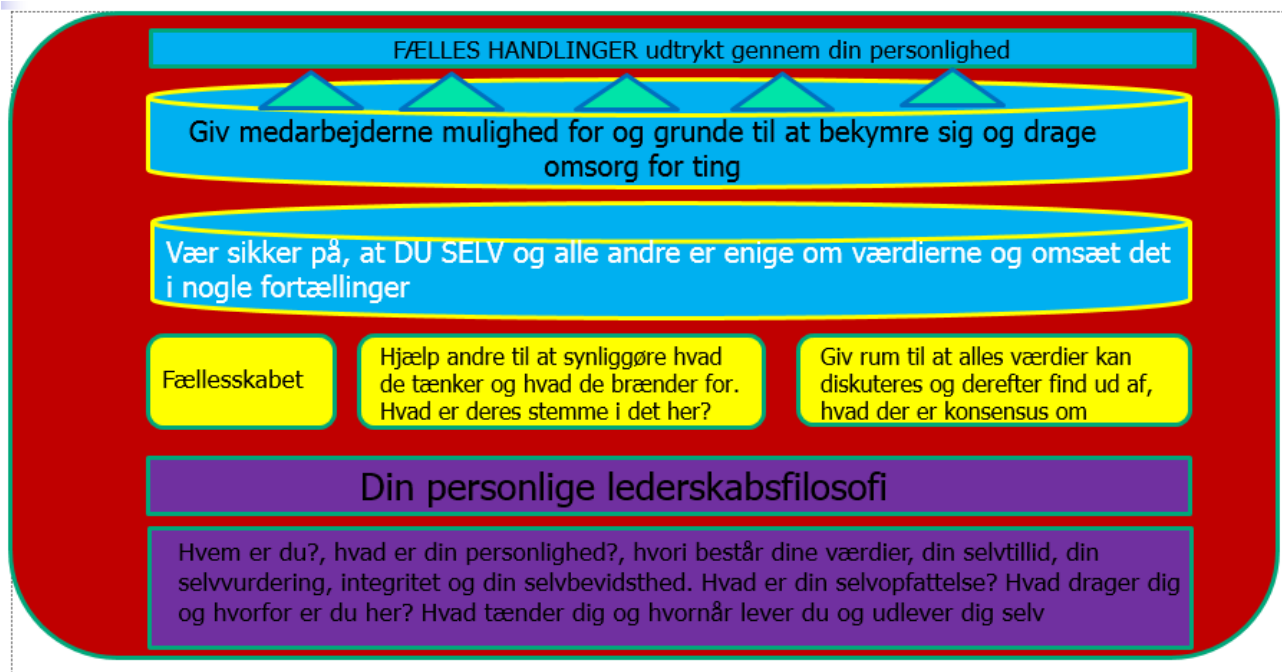 FÆLLES HANDLINGER udtrykt gennem din personlighed
Giv medarbejderne mulighed for og grunde til at bekymre sig og drage
omsorg for ting
Vær sikker på, at DU SELV og alle andre er enige om værdierne og omsæt det
i nogle fortællinger
Fællesskabet
Hjælp andre til at synliggøre hvad
de tænker og hvad de brænder for.
Hvad er deres stemme i det her?
Giv rum til at alles værdier kan
diskuteres og derefter find ud af,
hvad der er konsensus om
Din personlige lederskabsfilosofi
Hvem er du?, hvad er din personlighed?, hvori består dine værdier, din selvtillid, din
selvvurdering, integritet og din selvbevidsthed. Hvad er din selvopfattelse? Hvad drager dig
og hvorfor er du her? Hvad tænder dig og hvornår lever du og udlever dig selv